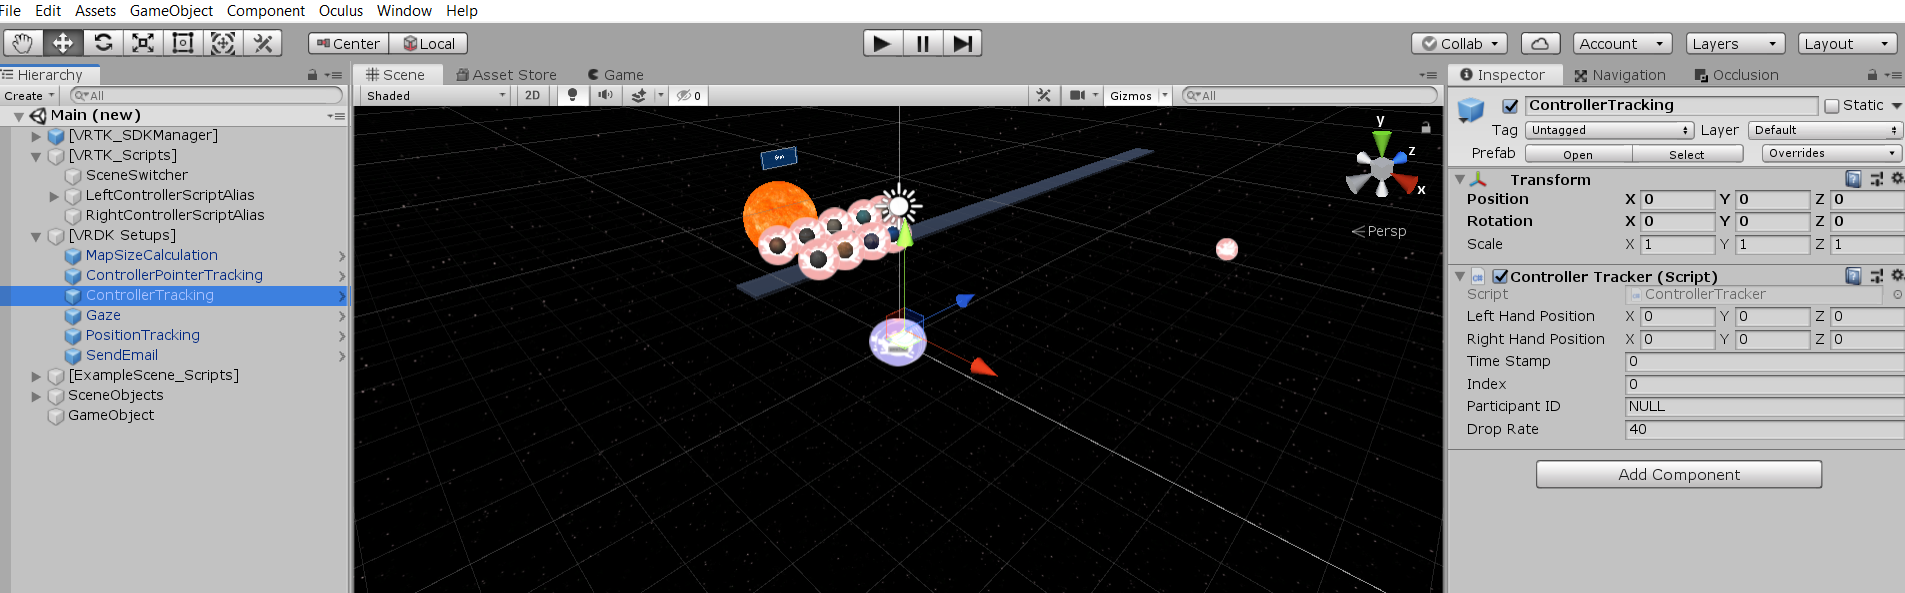 File Edit Assets GameObject Component Oculus Window Help
Center Local Collab Account Layers Layout
Hierarchy Scene Asset Store Game Inspector Navigation Occlusion
Create All Shaded 2D 0 Gizmos All ControllerTracking Static
Main (new)
[VRTK_SDKManager]
[VRTK_Scripts]
SceneSwitcher
LeftControllerScriptAlias
RightControllerScriptAlias
[VRDK Setups]
MapSizeCalculation
ControllerPointerTracking
ControllerTracking
Gaze
PositionTracking
SendEmail
[ExampleScene_Scripts]
SceneObjects
GameObject
y
z
x
Persp
Tag Untagged Layer Default
Prefab Open Select Overrides
Transform
Position X 0 Y 0 Z 0
Rotation X 0 Y 0 Z 0
Scale X 1 Y 1 Z 1
Controller Tracker (Script)
Script ControllerTracker
Left Hand Position X 0 Y 0 Z 0
Right Hand Position X 0 Y 0 Z 0
Time Stamp 0
Index 0
Participant ID NULL
Drop Rate 40
Add Component